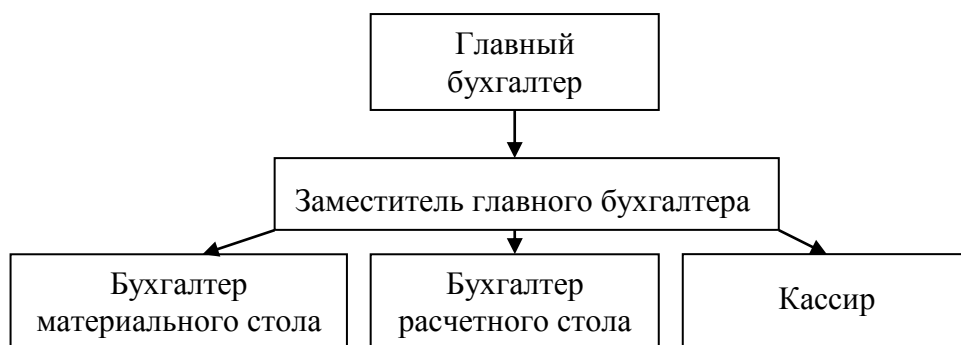 Главный
бухгалтер
Заместитель главного бухгалтера
Бухгалтер
материального стола
Бухгалтер
расчетного стола
Кассир